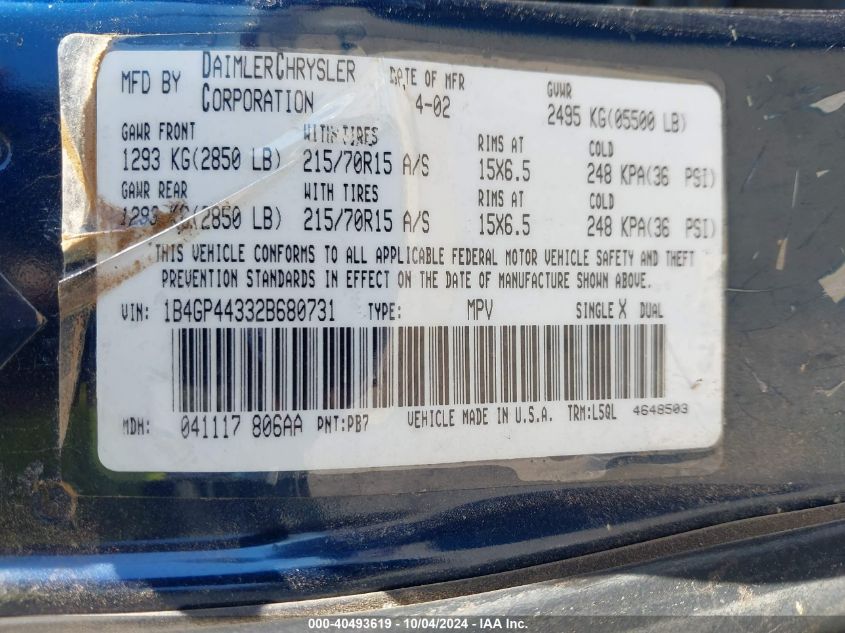 MFD BY DAIMLERCHRYSLER CORPORATION DATE OF MFR 4-02 GVWR 2495 KG(05500 LB)
GAWR FRONT WITH TIRES RIMS AT COLD
1293 KG(2850 LB) 215/70R15 A/S 15X6.5 248 KPA(36 PSI)
GAWR REAR WITH TIRES RIMS AT COLD
1293 KG(2850 LB) 215/70R15 A/S 15X6.5 248 KPA(36 PSI)
THIS VEHICLE CONFORMS TO ALL APPLICABLE FEDERAL MOTOR VEHICLE SAFETY AND THEFT
PREVENTION STANDARDS IN EFFECT ON THE DATE OF MANUFACTURE SHOWN ABOVE.
VIN: 1B4GP44332B680731 TYPE: MPV SINGLE X DUAL
MDH: 041117 806AA PNT:PB7 VEHICLE MADE IN U.S.A. TRM:L5QL 4648503
000-40493619 - 10/04/2024 - IAAI.com